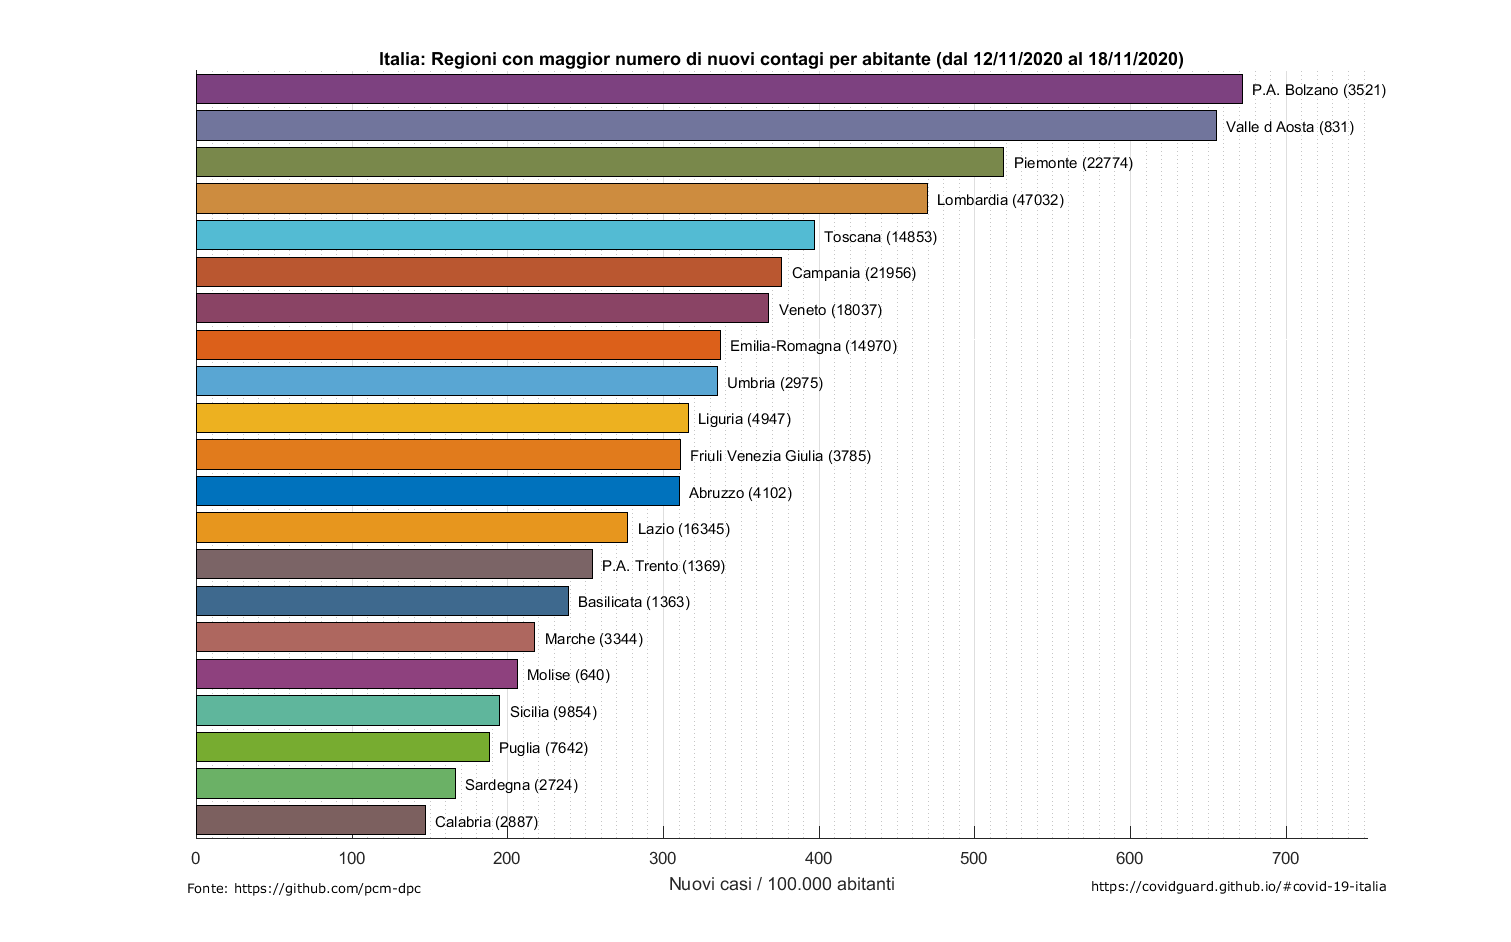 Italia: Regioni con maggior numero di nuovi contagi per abitante (dal 12/11/2020 al 18/11/2020)
P.A. Bolzano (3521)
Valle d Aosta (831)
Piemonte (22774)
Lombardia (47032)
Toscana (14853)
Campania (21956)
Veneto (18037)
Emilia-Romagna (14970)
Umbria (2975)
Liguria (4947)
Friuli Venezia Giulia (3785)
Abruzzo (4102)
Lazio (16345)
P.A. Trento (1369)
Basilicata (1363)
Marche (3344)
Molise (640)
Sicilia (9854)
Puglia (7642)
Sardegna (2724)
Calabria (2887)
0 100 200 300 400 500 600 700
Nuovi casi / 100.000 abitanti
Fonte: https://github.com/pcm-dpc
https://covidguard.github.io/#covid-19-italia